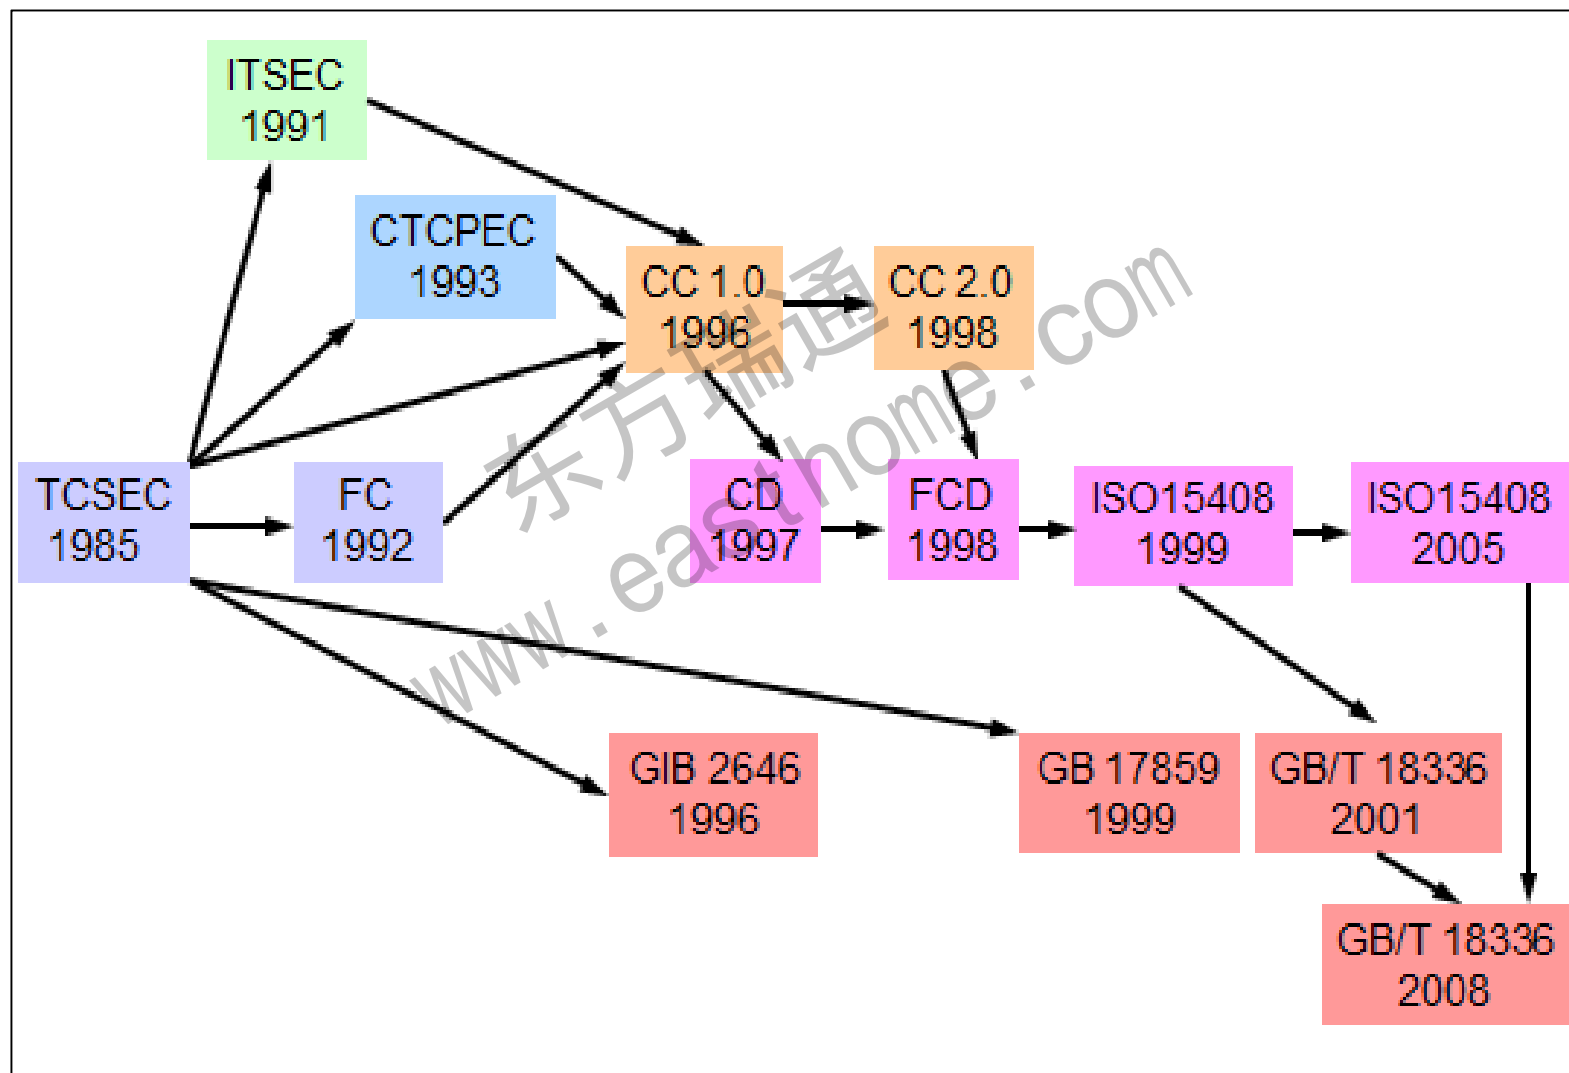 ITSEC
1991
CTCPEC
1993
CC 1.0
1996
CC 2.0
1998
TCSEC
1985
FC
1992
CD
1997
FCD
1998
ISO15408
1999
ISO15408
2005
GIB 2646
1996
GB 17859
1999
GB/T 18336
2001
GB/T 18336
2008
东方瑞通
www.easthome.com